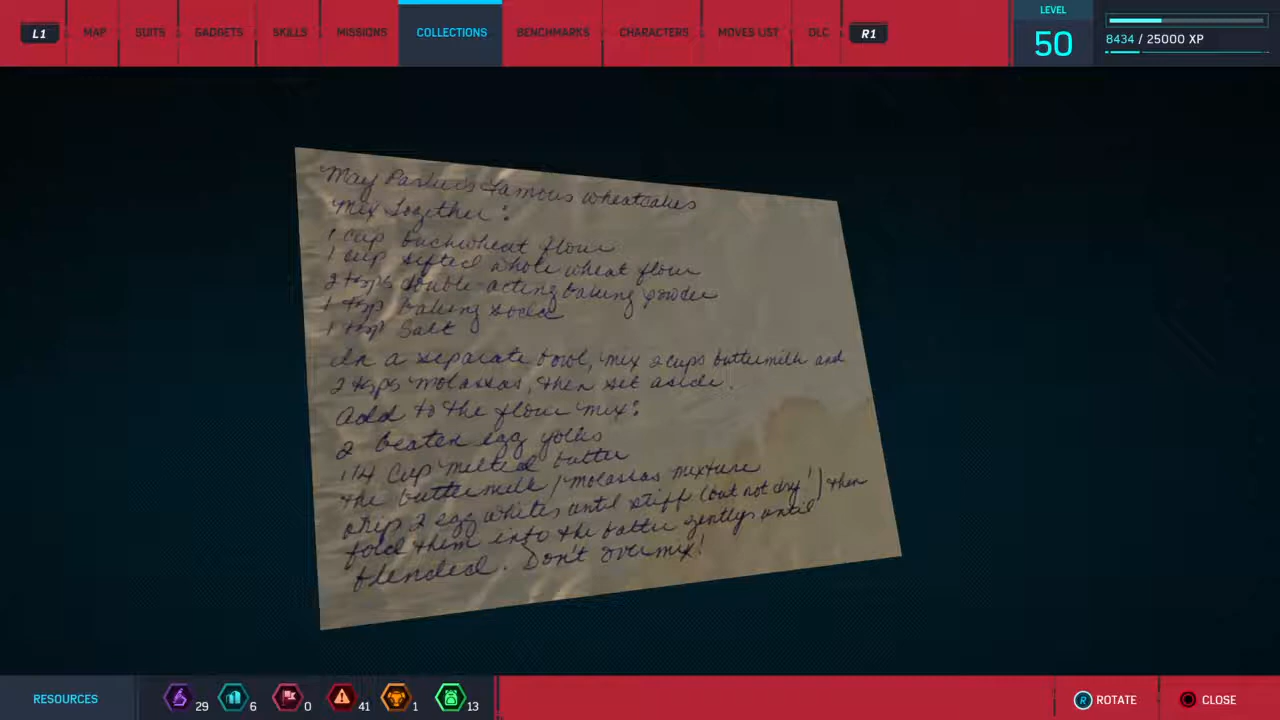 L1 MAP SUITS GADGETS SKILLS MISSIONS COLLECTIONS BENCHMARKS CHARACTERS MOVES LIST DLC R1
LEVEL
50
8434 / 25000 XP
May Parker's Famous Wheatcakes
Mix Together:
1 cup buckwheat flour
1 cup sifted whole wheat flour
2 tsps double acting baking powder
1 tsp baking soda
1 tsp Salt
In a separate bowl, mix 2 cups buttermilk and
2 tsps molassas, then set aside.
Add to the flour mix:
2 beaten egg yolks
1/4 Cup melted butter
the buttermilk/molassas mixture
Whip 2 egg whites until stiff (but not dry!) then
fold them into the batter gently until
blended. Don't overmix!
RESOURCES 29 6 0 41 1 13
R ROTATE CLOSE